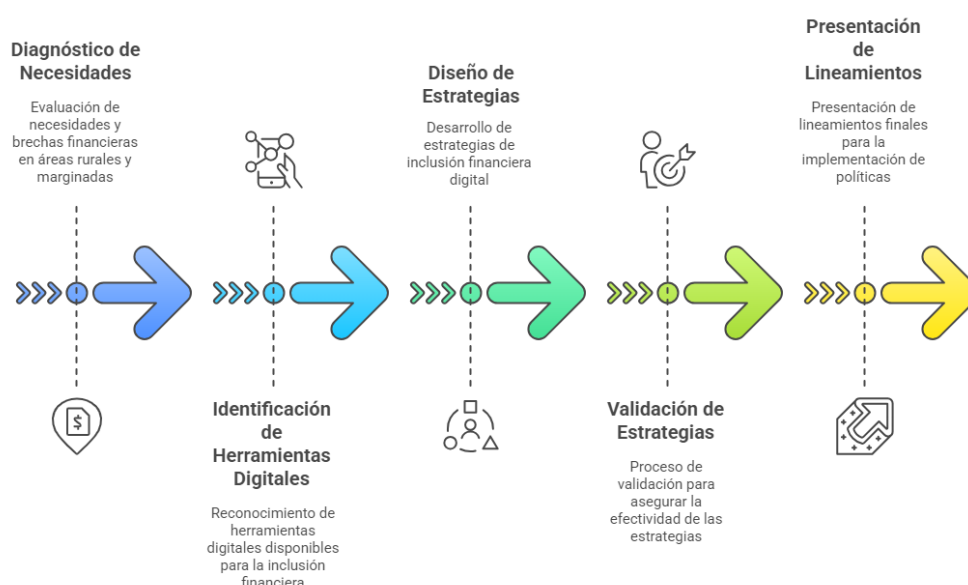 Diagnóstico de
Necesidades
Evaluación de
necesidades y
brechas financieras
en áreas rurales y
marginadas
Identificación
de
Herramientas
Digitales
Reconocimiento de
herramientas
digitales disponibles
para la inclusión
financiera
Diseño de
Estrategias
Desarrollo de
estrategias de
inclusión financiera
digital
Validación de
Estrategias
Proceso de
validación para
asegurar la
efectividad de las
estrategias
Presentación
de
Lineamientos
Presentación de
lineamientos finales
para la
implementación de
políticas
$